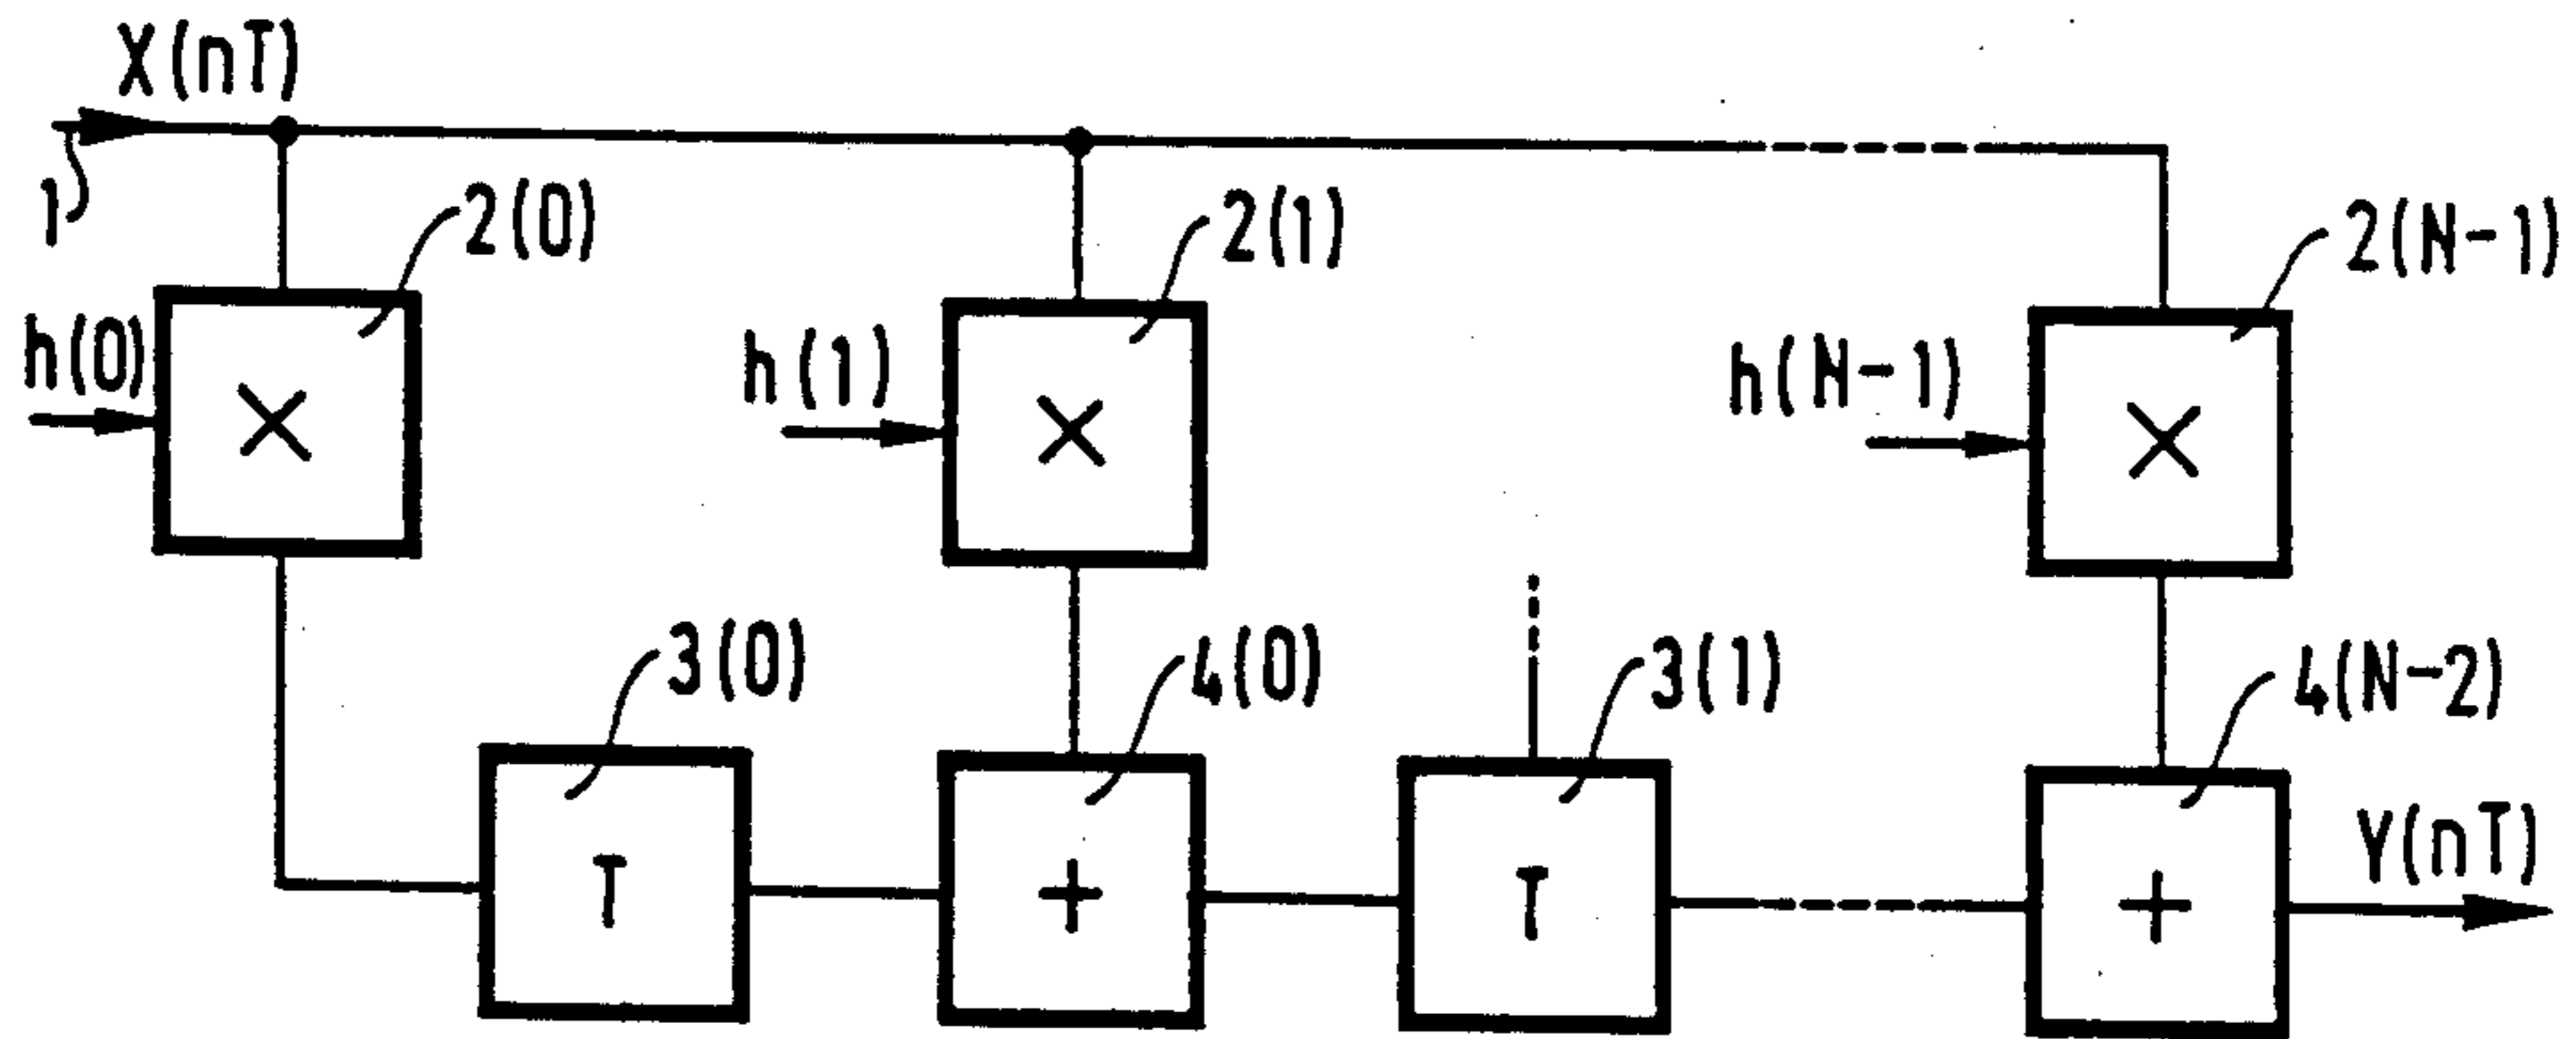 X(nT)
1
2(0)
2(1)
2(N-1)
h(0)
h(1)
h(N-1)
×
×
×
3(0)
4(0)
3(1)
4(N-2)
T
+
T
+
Y(nT)